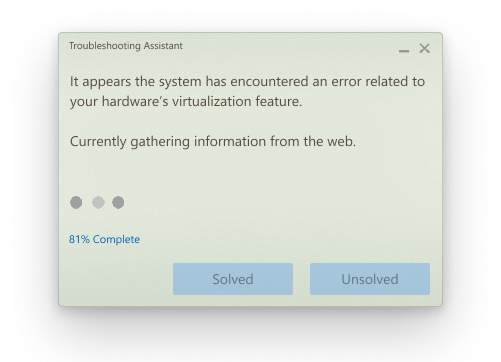 Troubleshooting Assistant
It appears the system has encountered an error related to
your hardware’s virtualization feature.
Currently gathering information from the web.
81% Complete
Solved
Unsolved